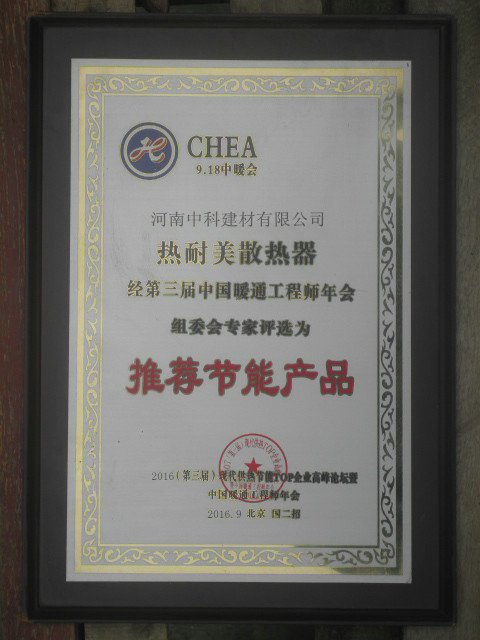 CHEA
9.18中暖会
河南中科建材有限公司
热耐美散热器
经第三届中国暖通工程师年会
组委会专家评选为
推荐节能产品
2016(第三届)现代供热节能TOP企业高峰论坛暨
中国暖通工程师年会
2016.9 北京 国二招